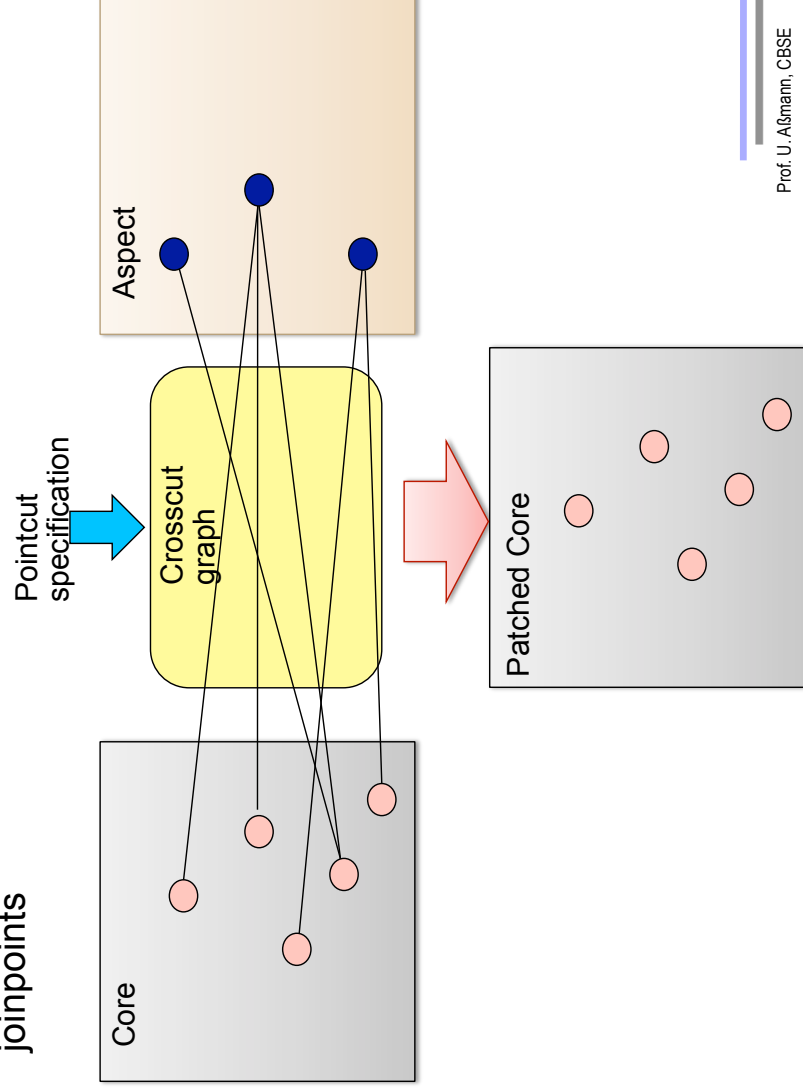 joinpoints
Pointcut
specification
Core
Crosscut
graph
Aspect
Patched Core
Prof. U. Aßmann, CBSE